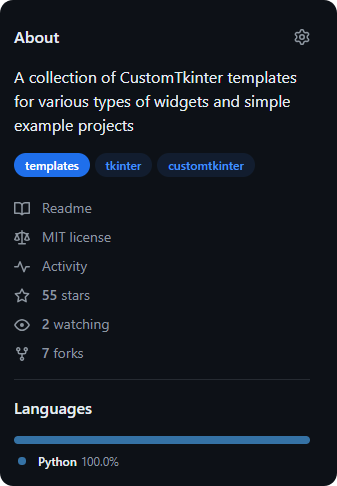 About
A collection of CustomTkinter templates
for various types of widgets and simple
example projects
templates tkinter customtkinter
Readme
MIT license
Activity
55 stars
2 watching
7 forks
Languages
Python 100.0%